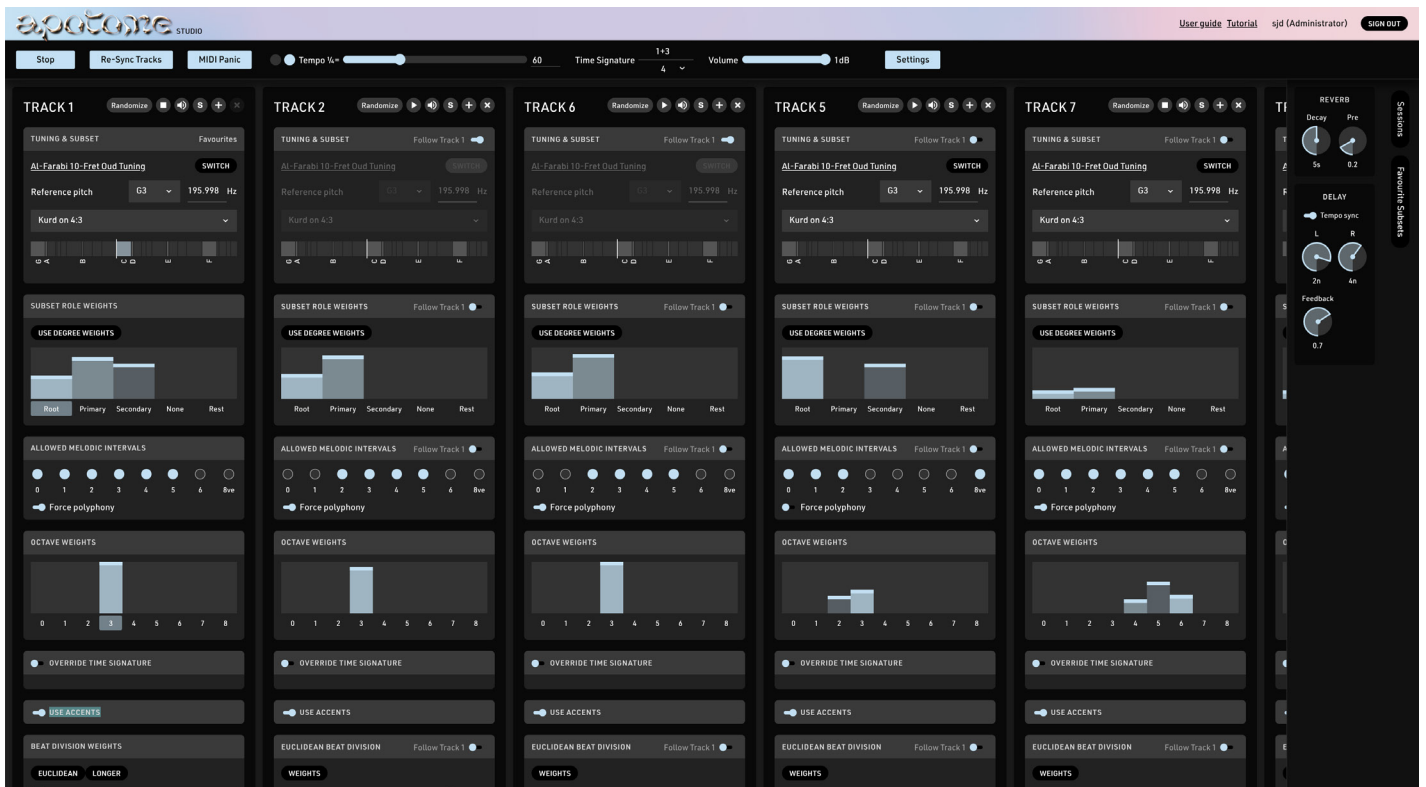 apotome STUDIO
User guide Tutorial sjd (Administrator) SIGN OUT
Stop Re-Sync Tracks MIDI Panic Tempo ¼= 60 Time Signature 1+3 4 Volume 1dB Settings
TRACK 1 Randomize S
TUNING & SUBSET Favourites
Al-Farabi 10-Fret Oud Tuning SWITCH
Reference pitch G3 195.998 Hz
Kurd on 4:3
G A B C D E F
SUBSET ROLE WEIGHTS
USE DEGREE WEIGHTS
Root Primary Secondary None Rest
ALLOWED MELODIC INTERVALS
0 1 2 3 4 5 6 8ve
Force polyphony
OCTAVE WEIGHTS
0 1 2 3 4 5 6 7 8
OVERRIDE TIME SIGNATURE
USE ACCENTS
BEAT DIVISION WEIGHTS
EUCLIDEAN LONGER
TRACK 2 Randomize S
TUNING & SUBSET Follow Track 1
Al-Farabi 10-Fret Oud Tuning SWITCH
Reference pitch G3 195.998 Hz
Kurd on 4:3
G A B C D E F
SUBSET ROLE WEIGHTS Follow Track 1
USE DEGREE WEIGHTS
Root Primary Secondary None Rest
ALLOWED MELODIC INTERVALS Follow Track 1
0 1 2 3 4 5 6 8ve
Force polyphony
OCTAVE WEIGHTS
0 1 2 3 4 5 6 7 8
OVERRIDE TIME SIGNATURE
USE ACCENTS
EUCLIDEAN BEAT DIVISION Follow Track 1
WEIGHTS
TRACK 6 Randomize S
TUNING & SUBSET Follow Track 1
Al-Farabi 10-Fret Oud Tuning SWITCH
Reference pitch G3 195.998 Hz
Kurd on 4:3
G A B C D E F
SUBSET ROLE WEIGHTS Follow Track 1
USE DEGREE WEIGHTS
Root Primary Secondary None Rest
ALLOWED MELODIC INTERVALS Follow Track 1
0 1 2 3 4 5 6 8ve
Force polyphony
OCTAVE WEIGHTS
0 1 2 3 4 5 6 7 8
OVERRIDE TIME SIGNATURE
USE ACCENTS
EUCLIDEAN BEAT DIVISION Follow Track 1
WEIGHTS
TRACK 5 Randomize S
TUNING & SUBSET Follow Track 1
Al-Farabi 10-Fret Oud Tuning SWITCH
Reference pitch G3 195.998 Hz
Kurd on 4:3
G A B C D E F
SUBSET ROLE WEIGHTS Follow Track 1
USE DEGREE WEIGHTS
Root Primary Secondary None Rest
ALLOWED MELODIC INTERVALS Follow Track 1
0 1 2 3 4 5 6 8ve
Force polyphony
OCTAVE WEIGHTS
0 1 2 3 4 5 6 7 8
OVERRIDE TIME SIGNATURE
USE ACCENTS
EUCLIDEAN BEAT DIVISION Follow Track 1
WEIGHTS
TRACK 7 Randomize S
TUNING & SUBSET Follow Track 1
Al-Farabi 10-Fret Oud Tuning SWITCH
Reference pitch G3 195.998 Hz
Kurd on 4:3
G A B C D E F
SUBSET ROLE WEIGHTS Follow Track 1
USE DEGREE WEIGHTS
Root Primary Secondary None Rest
ALLOWED MELODIC INTERVALS Follow Track 1
0 1 2 3 4 5 6 8ve
Force polyphony
OCTAVE WEIGHTS
0 1 2 3 4 5 6 7 8
OVERRIDE TIME SIGNATURE
USE ACCENTS
EUCLIDEAN BEAT DIVISION Follow Track 1
WEIGHTS
REVERB
Decay Pre
5s 0.2
DELAY
Tempo sync
L R
2n 4n
Feedback
0.7
Sessions
Favourite Subsets